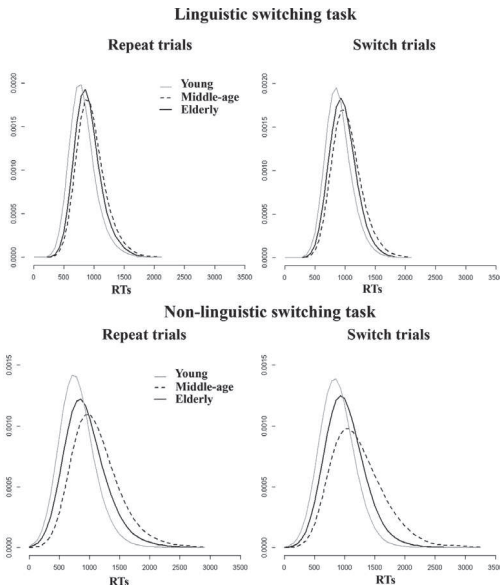 Linguistic switching task
Repeat trials
Switch trials
Young
Middle-age
Elderly
0.0020
0.0015
0.0010
0.0005
0.0000
0 500 1000 1500 2000 2500 3000 3500
RTs
0.0020
0.0015
0.0010
0.0005
0.0000
0 500 1000 1500 2000 2500 3000 350
RTs
Non-linguistic switching task
Repeat trials
Switch trials
Young
Middle-age
Elderly
0.0015
0.0010
0.0005
0.0000
0 500 1000 1500 2000 2500 3000 3500
RTs
0.0015
0.0010
0.0005
0.0000
0 500 1000 1500 2000 2500 3000 350
RTs